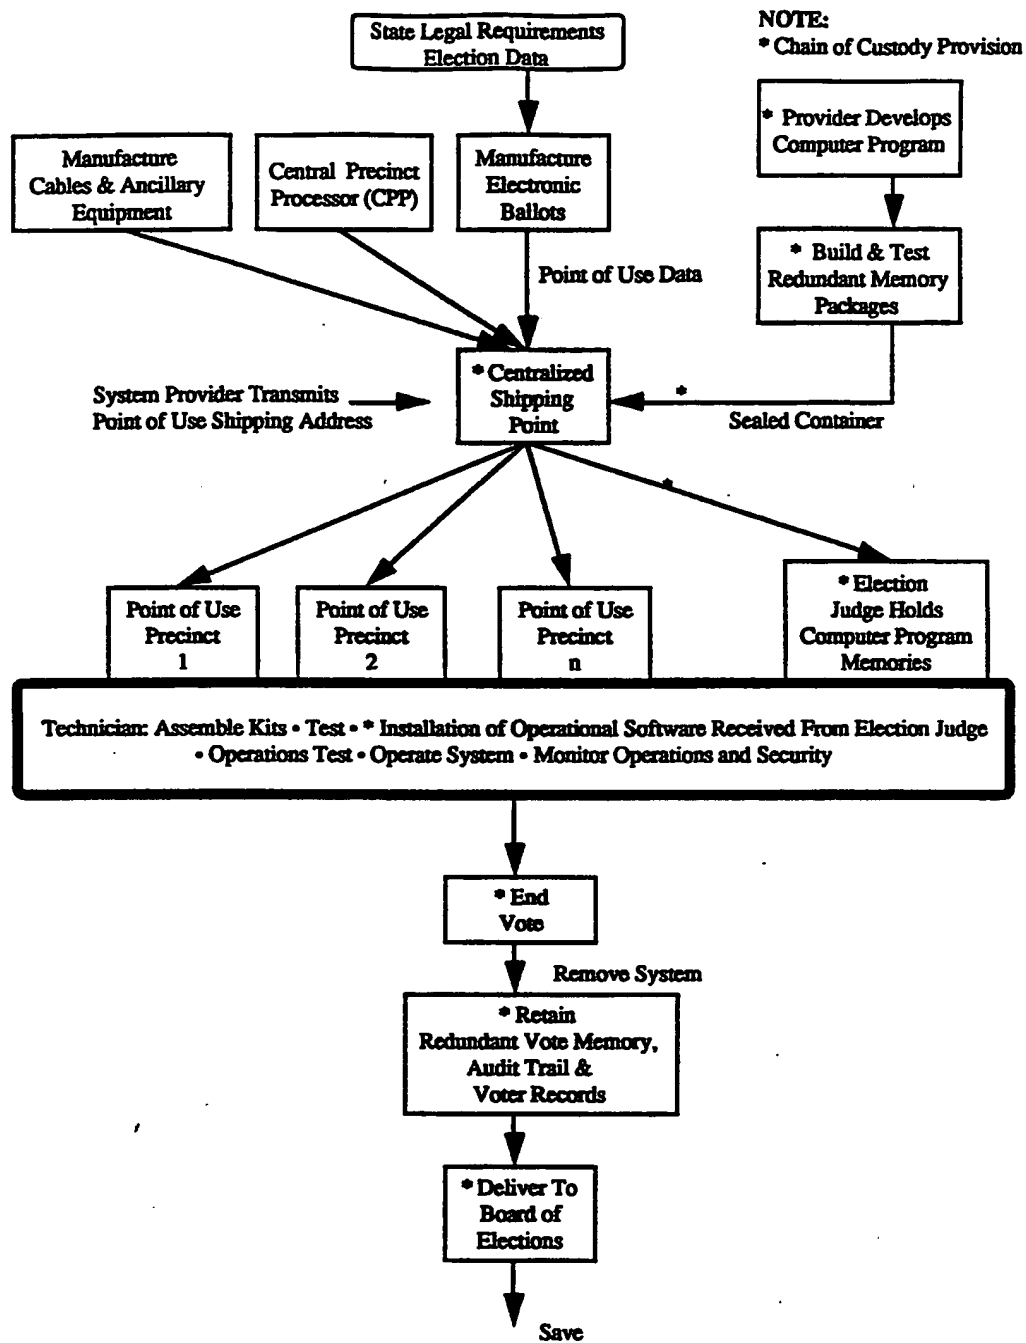 State Legal Requirements
Election Data
NOTE:
* Chain of Custody Provision
Manufacture
Cables & Ancillary
Equipment
Central Precinct
Processor (CPP)
Manufacture
Electronic
Ballots
* Provider Develops
Computer Program
* Build & Test
Redundant Memory
Packages
Point of Use Data
System Provider Transmits
Point of Use Shipping Address
* Centralized
Shipping
Point
*
Sealed Container
*
Point of Use
Precinct
1
Point of Use
Precinct
2
Point of Use
Precinct
n
* Election
Judge Holds
Computer Program
Memories
Technician: Assemble Kits • Test • * Installation of Operational Software Received From Election Judge
• Operations Test • Operate System • Monitor Operations and Security
* End
Vote
Remove System
* Retain
Redundant Vote Memory,
Audit Trail &
Voter Records
* Deliver To
Board of
Elections
Save